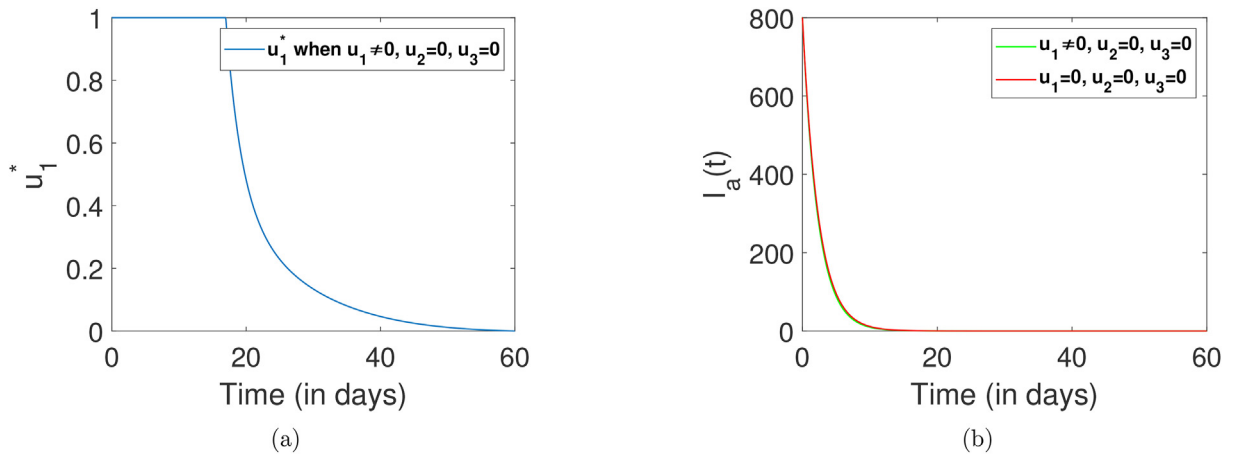 1
0.8
0.6
0.4
0.2
0
u1*
u1* when u1≠0, u2=0, u3=0
0 20 40 60
Time (in days)
(a)
800
600
400
200
0
Ia(t)
u1≠0, u2=0, u3=0
u1=0, u2=0, u3=0
0 20 40 60
Time (in days)
(b)